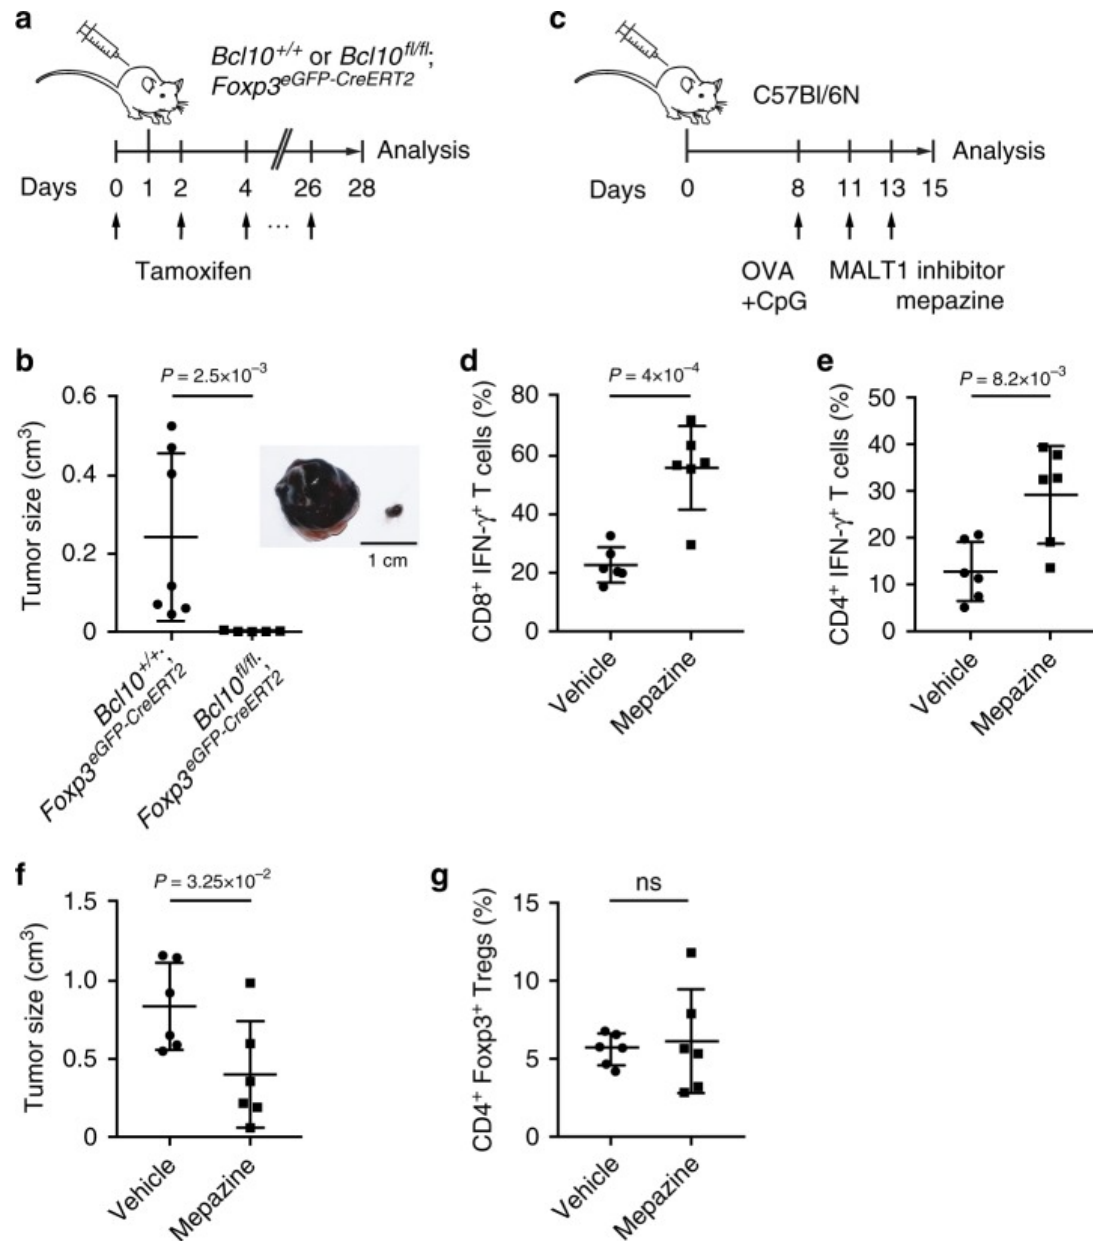 a
Bcl10+/+ or Bcl10fl/fl;
Foxp3eGFP-CreERT2
Analysis
Days 0 1 2 4 26 28
...
Tamoxifen
c
C57Bl/6N
Analysis
Days 0 8 11 13 15
OVA
+CpG
MALT1 inhibitor
mepazine
b
P = 2.5×10–3
Tumor size (cm3)
0.6
0.4
0.2
0
1 cm
Bcl10+/+;
Foxp3eGFP-CreERT2
Bcl10fl/fl;
Foxp3eGFP-CreERT2
d
P = 4×10–4
CD8+ IFN-γ+ T cells (%)
80
60
40
20
0
Vehicle
Mepazine
e
P = 8.2×10–3
CD4+ IFN-γ+ T cells (%)
50
40
30
20
10
0
Vehicle
Mepazine
f
P = 3.25×10–2
Tumor size (cm3)
1.5
1.0
0.5
0
Vehicle
Mepazine
g
ns
CD4+ Foxp3+ Tregs (%)
15
10
5
0
Vehicle
Mepazine